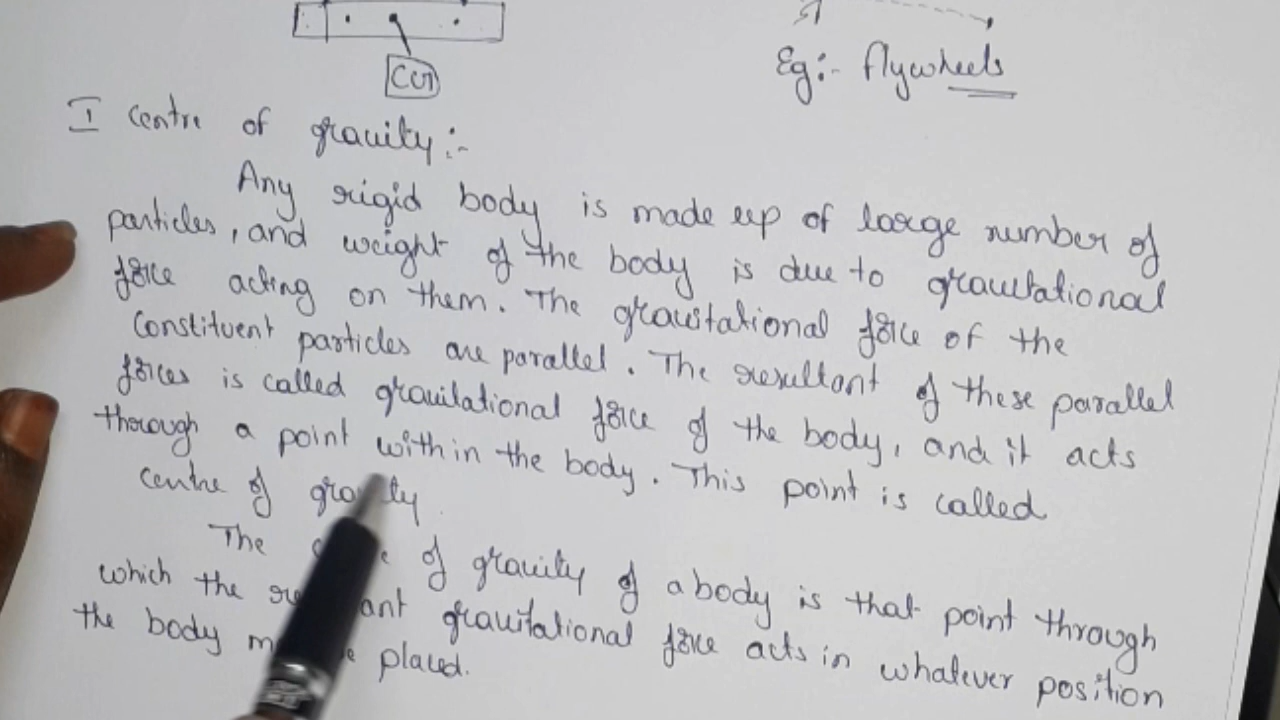 Eg:- Flywheels
CG
I centre of gravity:-
Any rigid body is made up of large number of
particles, and weight of the body is due to gravitational
force acting on them. The gravitational force of the
constituent particles are parallel. The resultant of these parallel
forces is called gravitational force of the body, and it acts
through a point within the body. This point is called
centre of gravity.
The of gravity of a body is that point through
which the gravitational force acts in whatever position
the body placed.